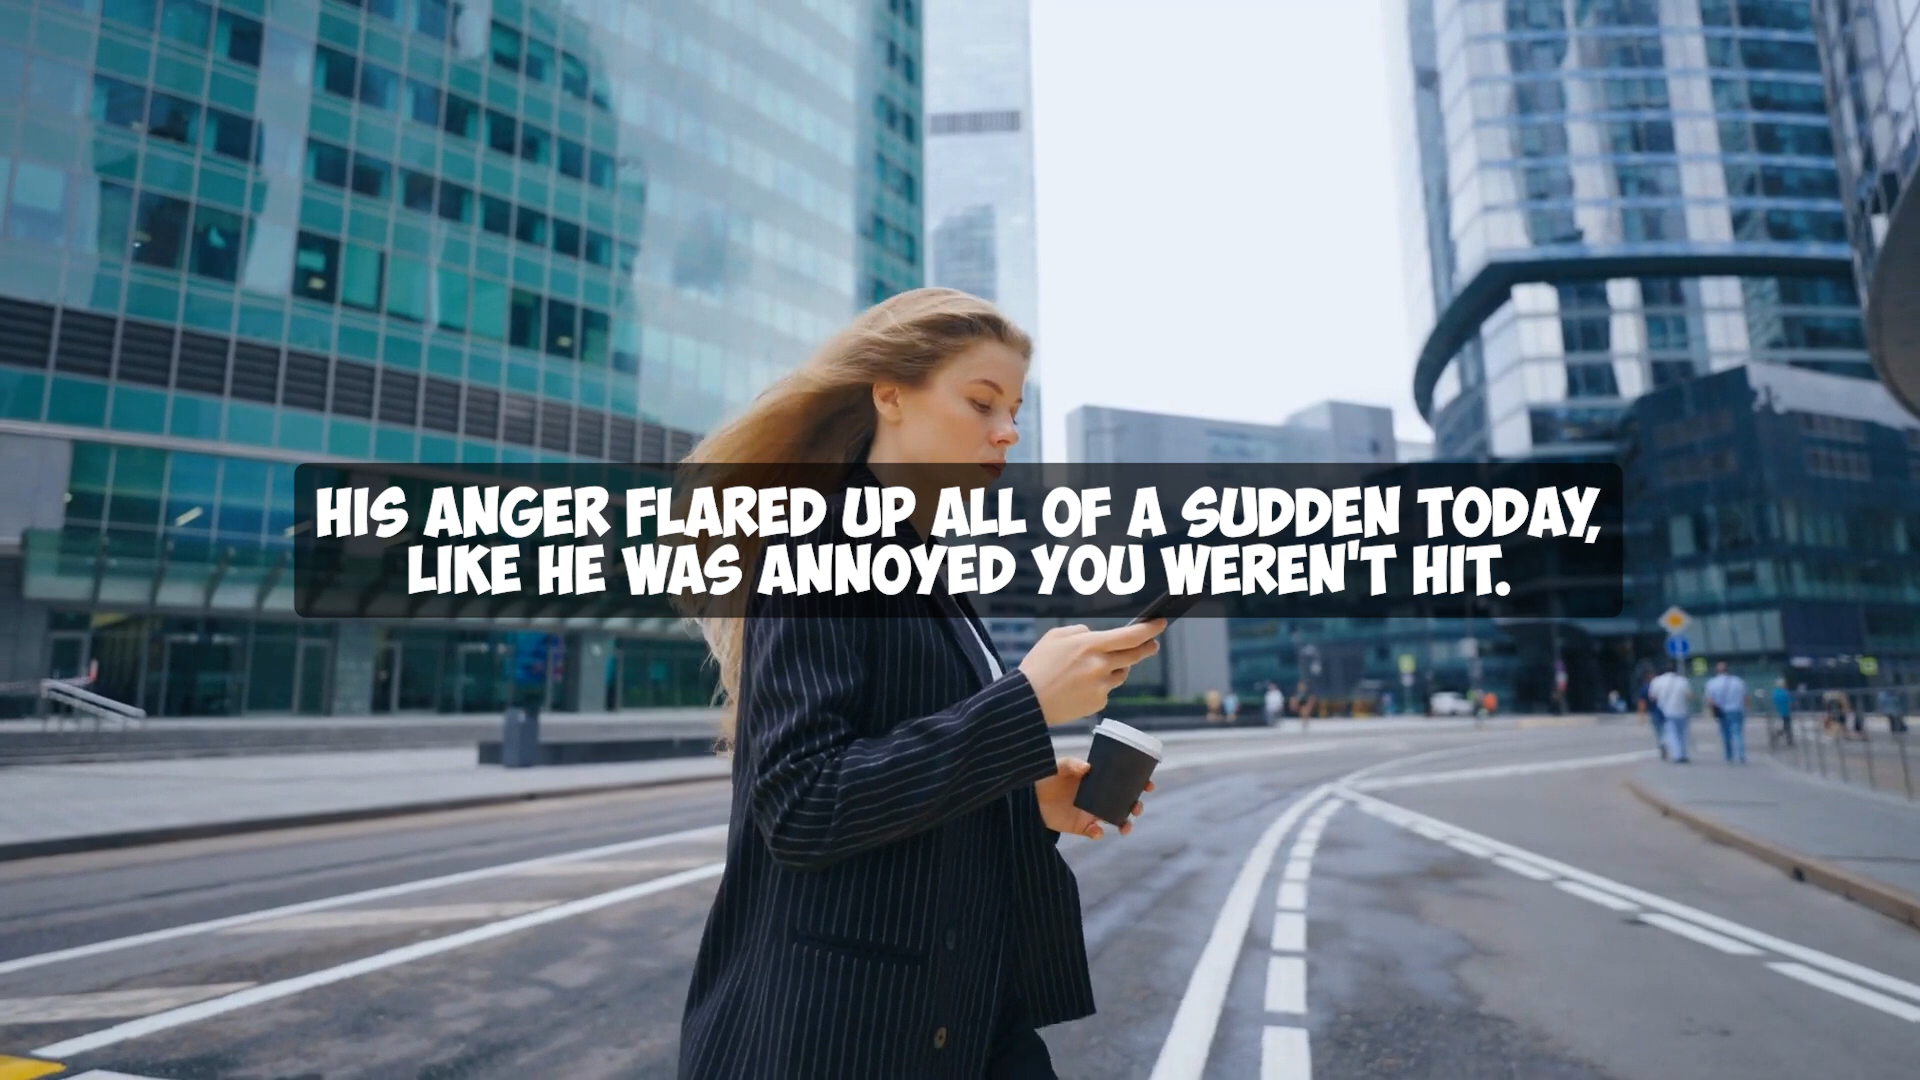 HIS ANGER FLARED UP ALL OF A SUDDEN TODAY,
LIKE HE WAS ANNOYED YOU WEREN'T HIT.